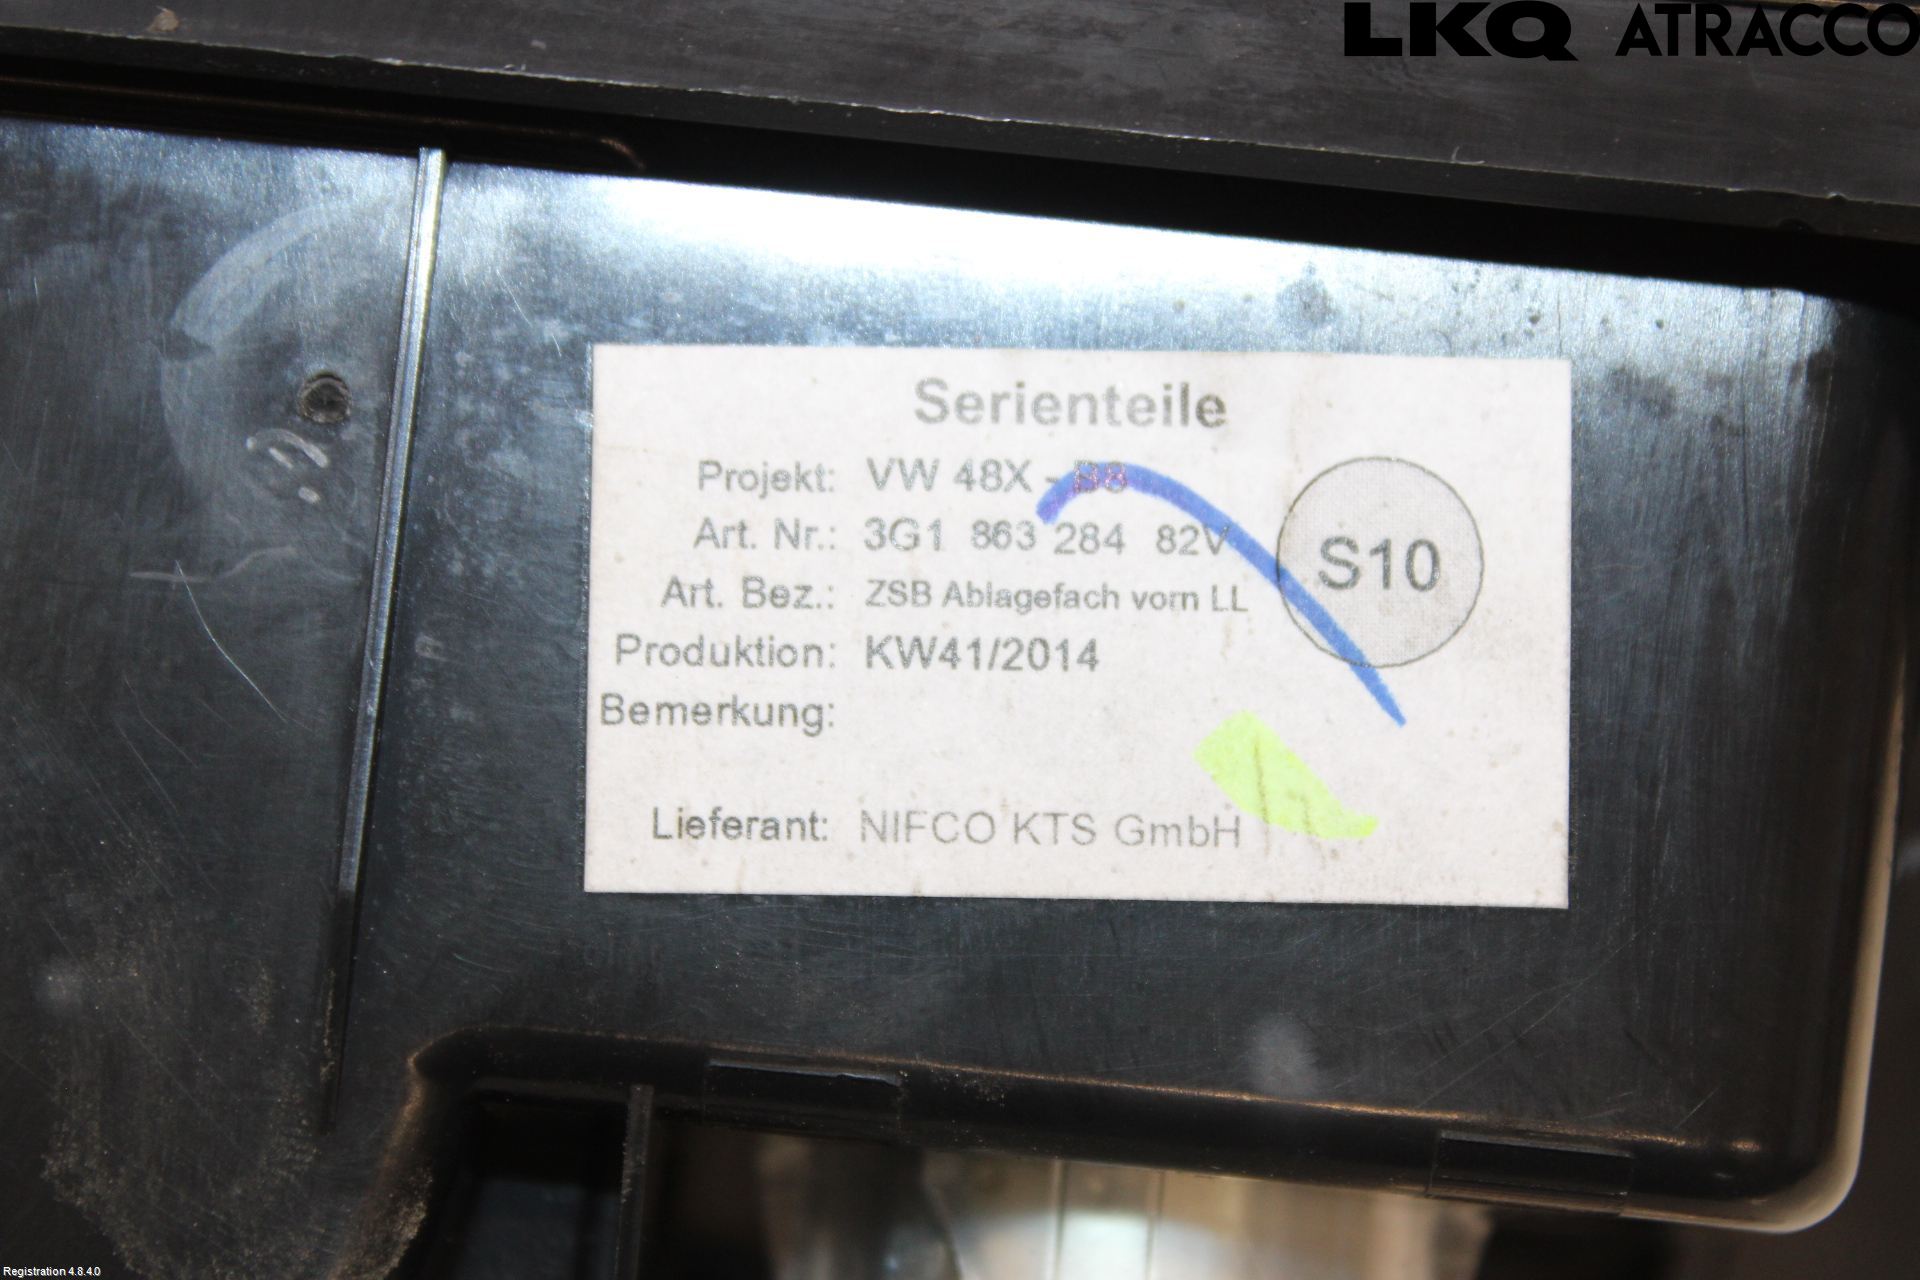 LKQ ATRACCO
Serienteile
Projekt: VW 48X - B8
Art. Nr.: 3G1 863 284 82V
S10
Art. Bez.: ZSB Ablagefach vorn LL
Produktion: KW41/2014
Bemerkung:
Lieferant: NIFCO KTS GmbH
Registration 4.8.4.0